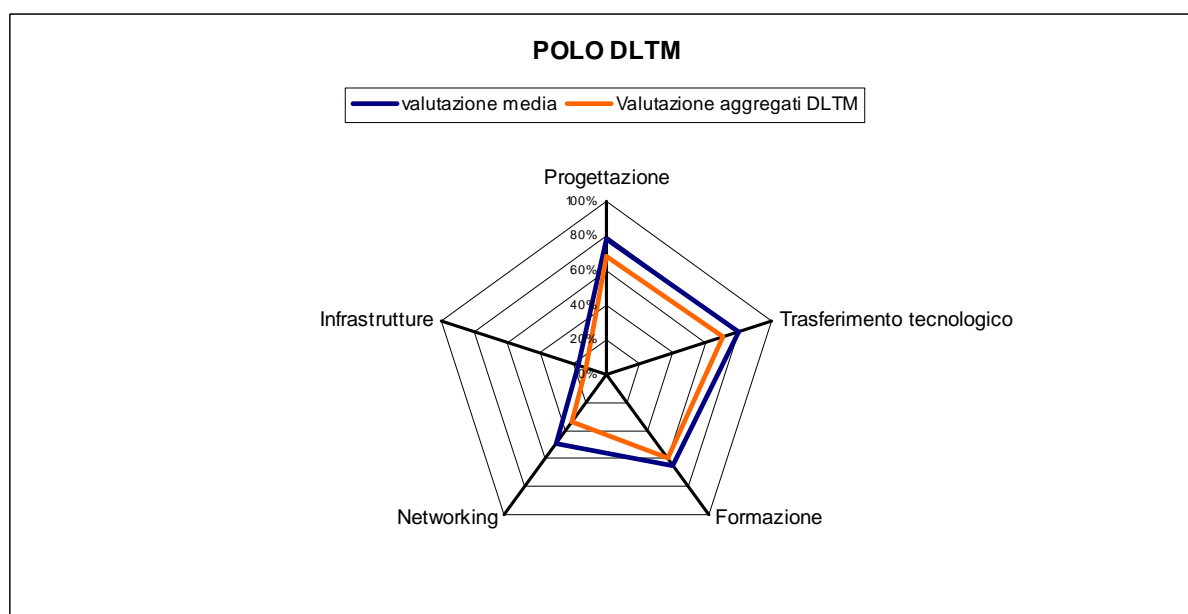 POLO DLTM
valutazione media
Valutazione aggregati DLTM
Progettazione
100%
80%
60%
40%
20%
0%
Infrastrutture
Trasferimento tecnologico
Networking
Formazione